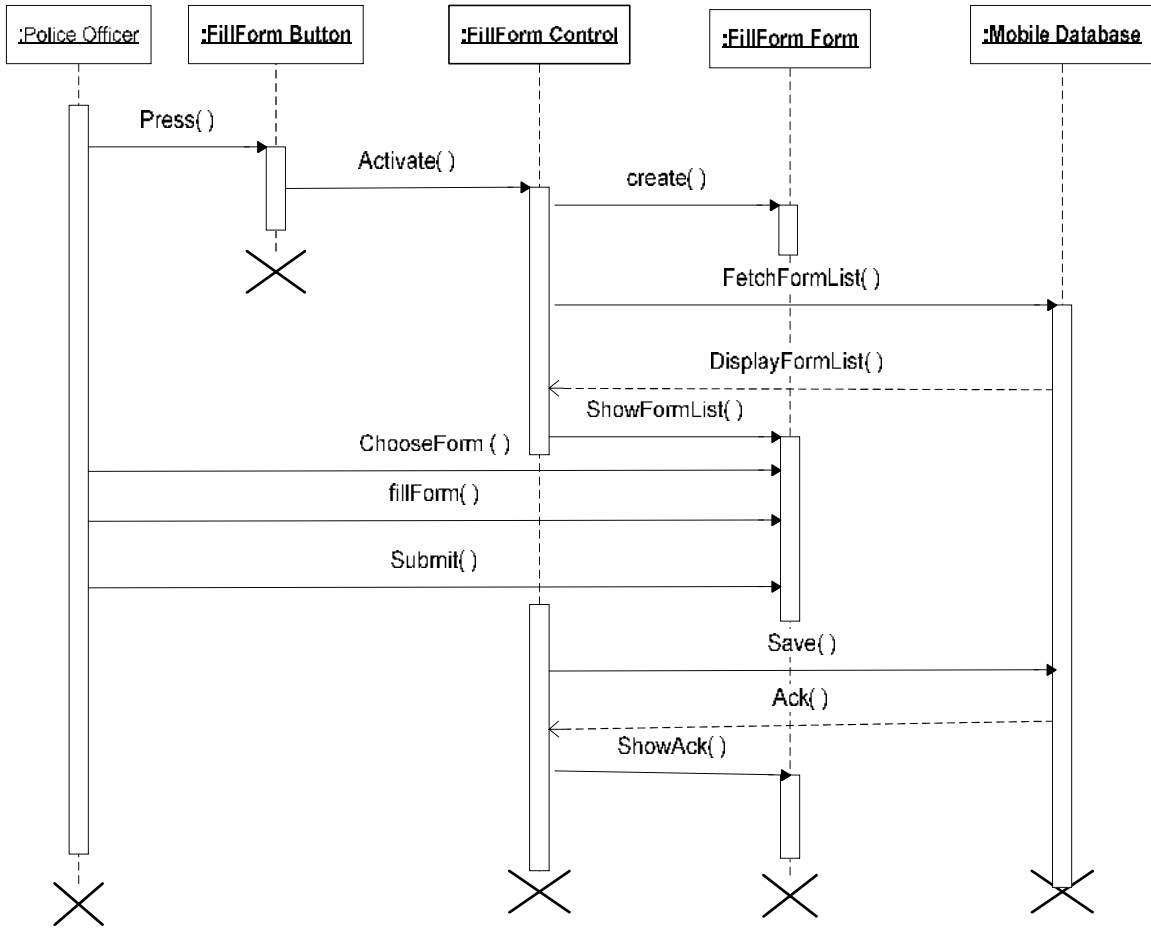 :Police Officer
:FillForm Button
:FillForm Control
:FillForm Form
:Mobile Database
Press( )
Activate( )
create( )
FetchFormList( )
DisplayFormList( )
ShowFormList( )
ChooseForm ( )
fillForm( )
Submit( )
Save( )
Ack( )
ShowAck( )